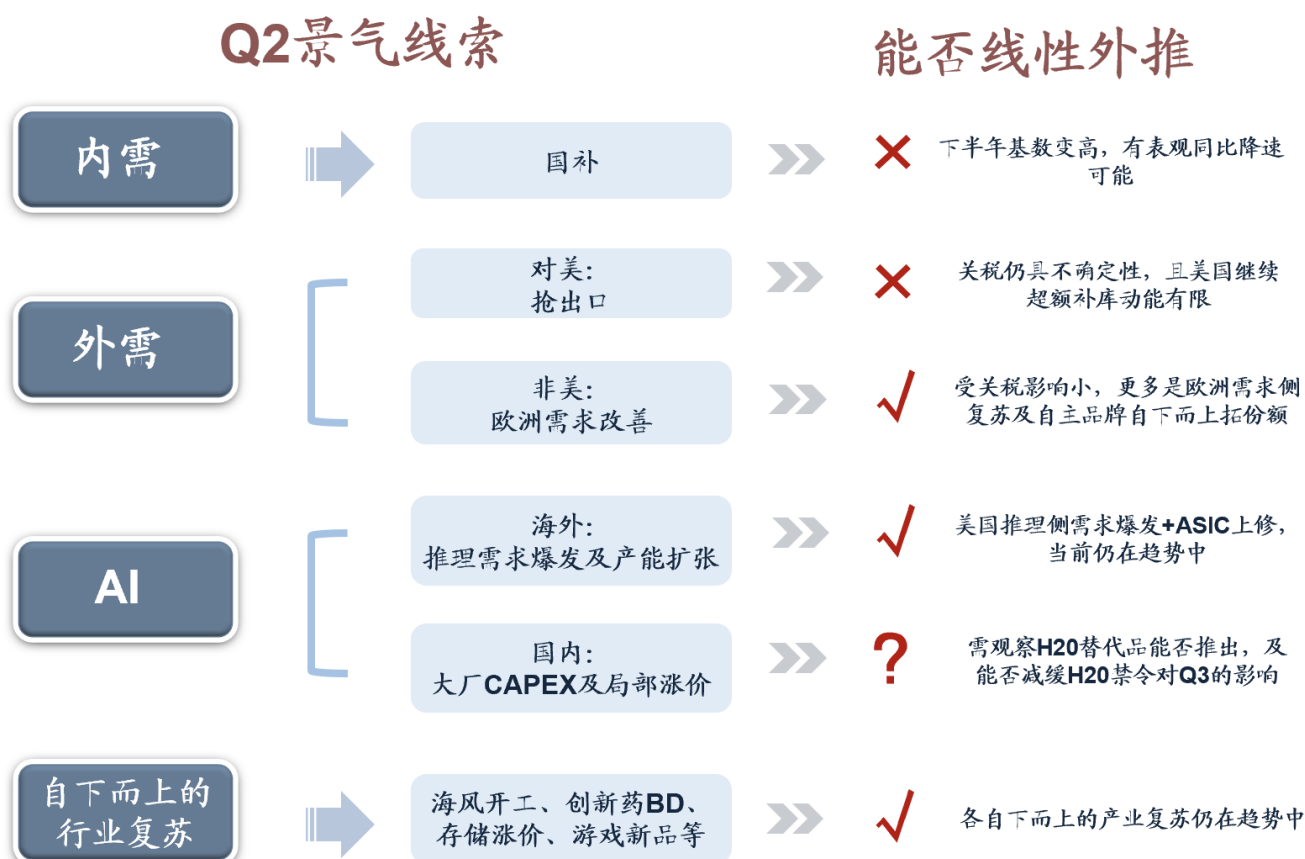 Q2景气线索
能否线性外推
内需
国补
下半年基数变高，有表观同比降速
可能
外需
对美：
抢出口
关税仍具不确定性，且美国继续
超额补库动能有限
非美：
欧洲需求改善
受关税影响小，更多是欧洲需求侧
复苏及自主品牌自下而上拓份额
AI
海外：
推理需求爆发及产能扩张
美国推理侧需求爆发+ASIC上修，
当前仍在趋势中
国内：
大厂CAPEX及局部涨价
?
需观察H20替代品能否推出，及
能否减缓H20禁令对Q3的影响
自下而上的
行业复苏
海风开工、创新药BD、
存储涨价、游戏新品等
各自下而上的产业复苏仍在趋势中